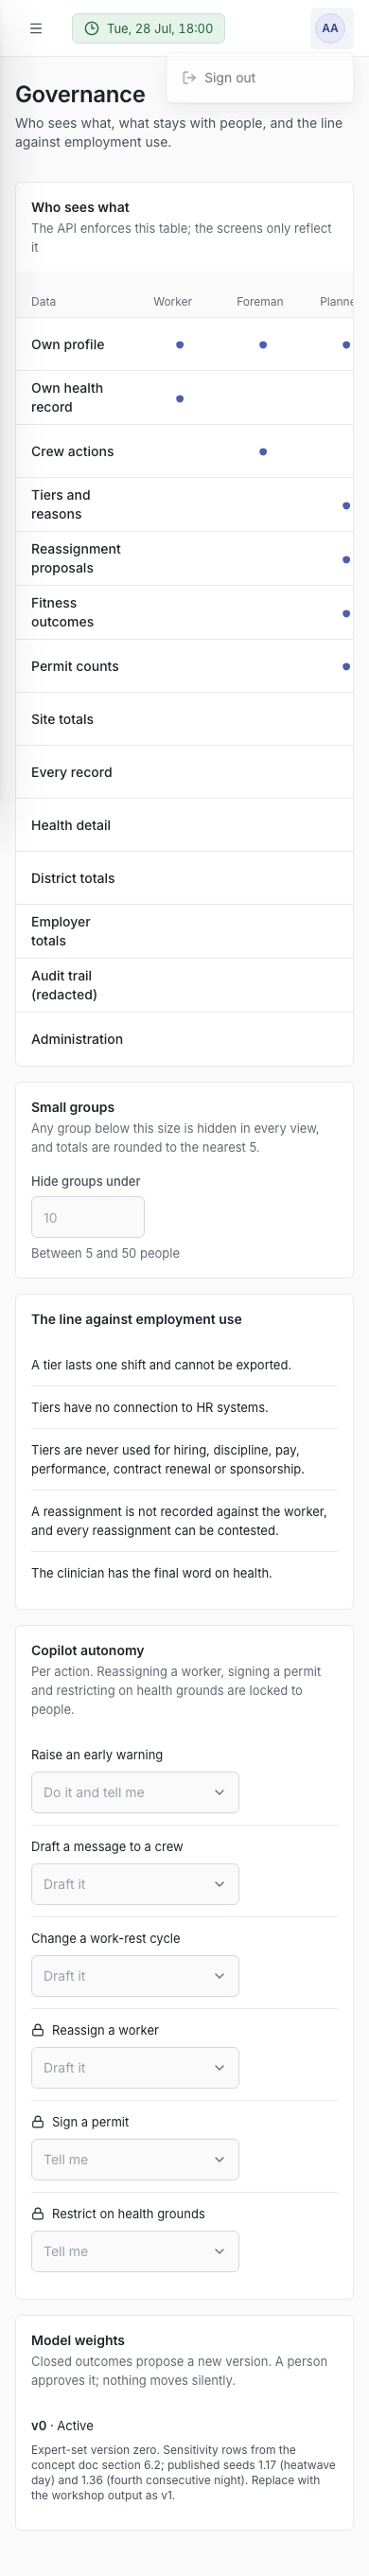 Tue, 28 Jul, 18:00
AA
Sign out
Governance
Who sees what, what stays with people, and the line
against employment use.
Who sees what
The API enforces this table; the screens only reflect
it
Data Worker Foreman Planne
Own profile
Own health
record
Crew actions
Tiers and
reasons
Reassignment
proposals
Fitness
outcomes
Permit counts
Site totals
Every record
Health detail
District totals
Employer
totals
Audit trail
(redacted)
Administration
Small groups
Any group below this size is hidden in every view,
and totals are rounded to the nearest 5.
Hide groups under
10
Between 5 and 50 people
The line against employment use
A tier lasts one shift and cannot be exported.
Tiers have no connection to HR systems.
Tiers are never used for hiring, discipline, pay,
performance, contract renewal or sponsorship.
A reassignment is not recorded against the worker,
and every reassignment can be contested.
The clinician has the final word on health.
Copilot autonomy
Per action. Reassigning a worker, signing a permit
and restricting on health grounds are locked to
people.
Raise an early warning
Do it and tell me
Draft a message to a crew
Draft it
Change a work-rest cycle
Draft it
Reassign a worker
Draft it
Sign a permit
Tell me
Restrict on health grounds
Tell me
Model weights
Closed outcomes propose a new version. A person
approves it; nothing moves silently.
v0 · Active
Expert-set version zero. Sensitivity rows from the
concept doc section 6.2; published seeds 1.17 (heatwave
day) and 1.36 (fourth consecutive night). Replace with
the workshop output as v1.